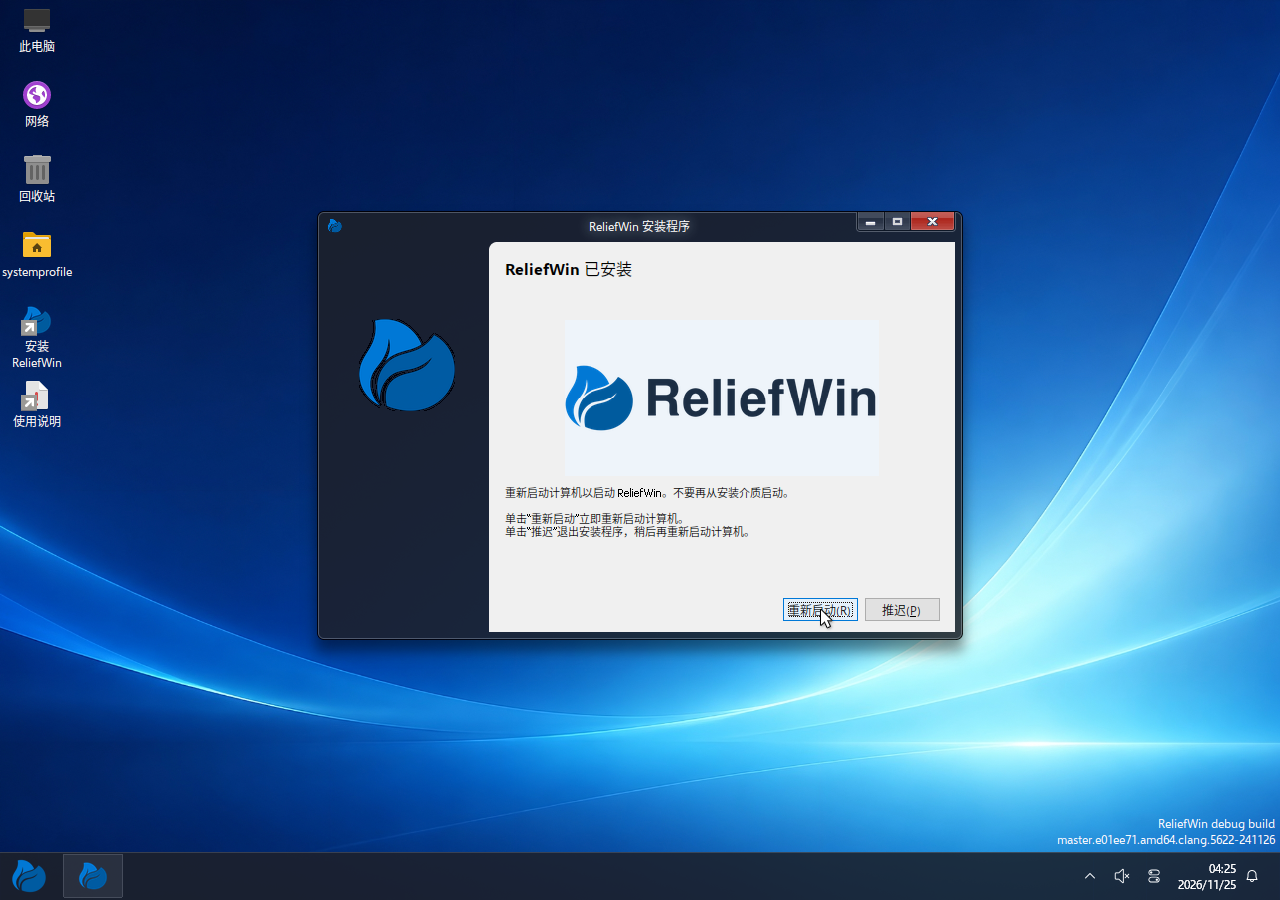 此电脑
网络
回收站
systemprofile
安装
ReliefWin
使用说明
ReliefWin 安装程序
ReliefWin 已安装
ReliefWin
重新启动计算机以启动 ReliefWin。不要再从安装介质启动。
单击"重新启动"立即重新启动计算机。
单击"推迟"退出安装程序，稍后再重新启动计算机。
重新启动(R)
推迟(P)
ReliefWin debug build
master.e01ee71.amd64.clang.5622-241126
04:25
2026/11/25